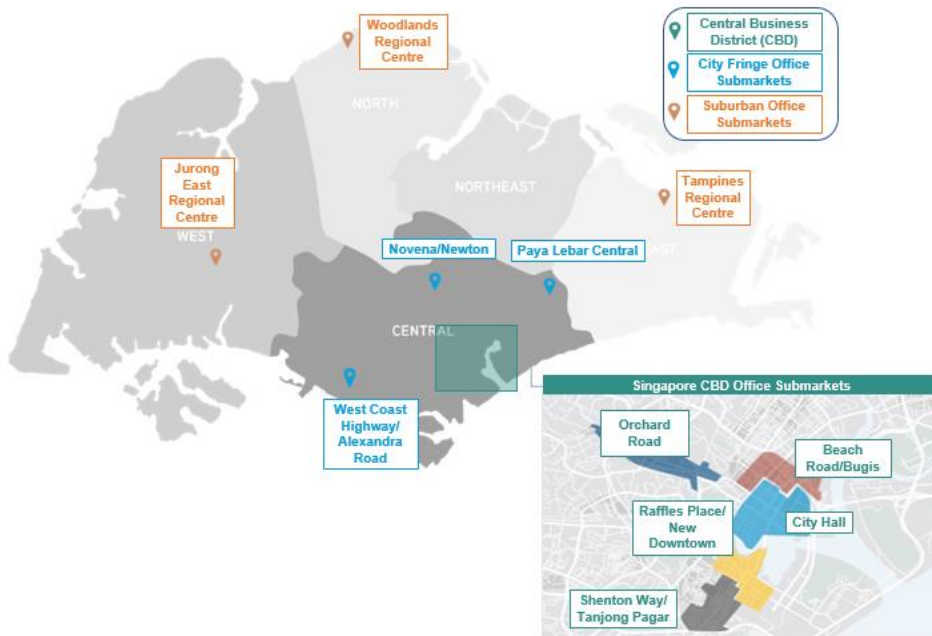 Woodlands
Regional
Centre
Central Business
District (CBD)
City Fringe Office
Submarkets
Suburban Office
Submarkets
NORTH
Jurong
East
Regional
Centre
WEST
NORTHEAST
Tampines
Regional
Centre
Novena/Newton
Paya Lebar Central
CENTRAL
West Coast
Highway/
Alexandra
Road
Singapore CBD Office Submarkets
Orchard
Road
Beach
Road/Bugis
Raffles Place/
New
Downtown
City Hall
Shenton Way/
Tanjong Pagar